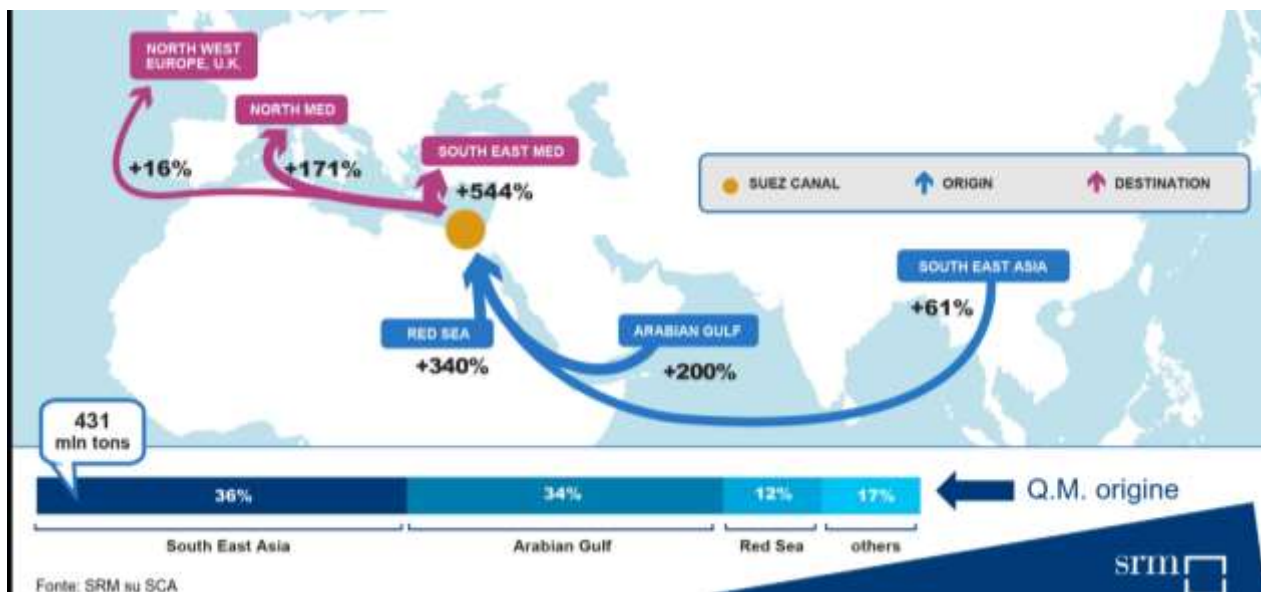 NORTH WEST
EUROPE, U.K.
NORTH MED
SOUTH EAST MED
+16%
+171%
+544%
SUEZ CANAL
ORIGIN
DESTINATION
SOUTH EAST ASIA
+61%
RED SEA
ARABIAN GULF
+340%
+200%
431
mln tons
36%
34%
12%
17%
Q.M. origine
South East Asia
Arabian Gulf
Red Sea
others
srm
Fonte: SRM su SCA